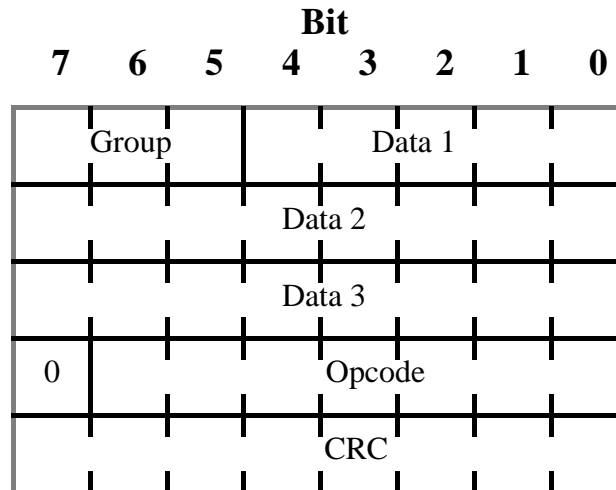 Bit
7 6 5 4 3 2 1 0
Group Data 1
Data 2
Data 3
0 Opcode
CRC